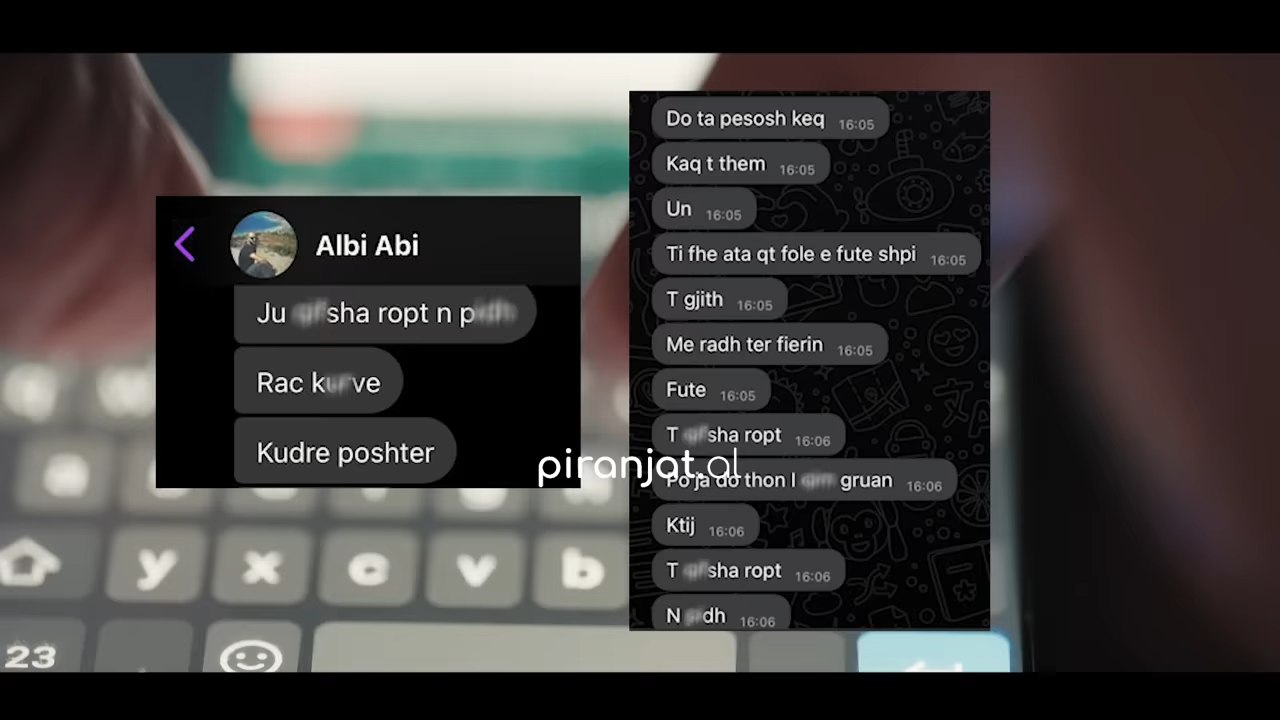 Albi Abi
Ju sha ropt n p
Rac k ve
Kudre poshter
Do ta pesosh keq 16:05
Kaq t them 16:05
Un 16:05
Ti fhe ata qt fole e fute shpi 16:05
T gjith 16:05
Me radh ter fierin 16:05
Fute 16:05
T sha ropt 16:06
Po ja do thon I gruan 16:06
Ktij 16:06
T sha ropt 16:06
N dh 16:06
piranjat.al
y x c v b
23